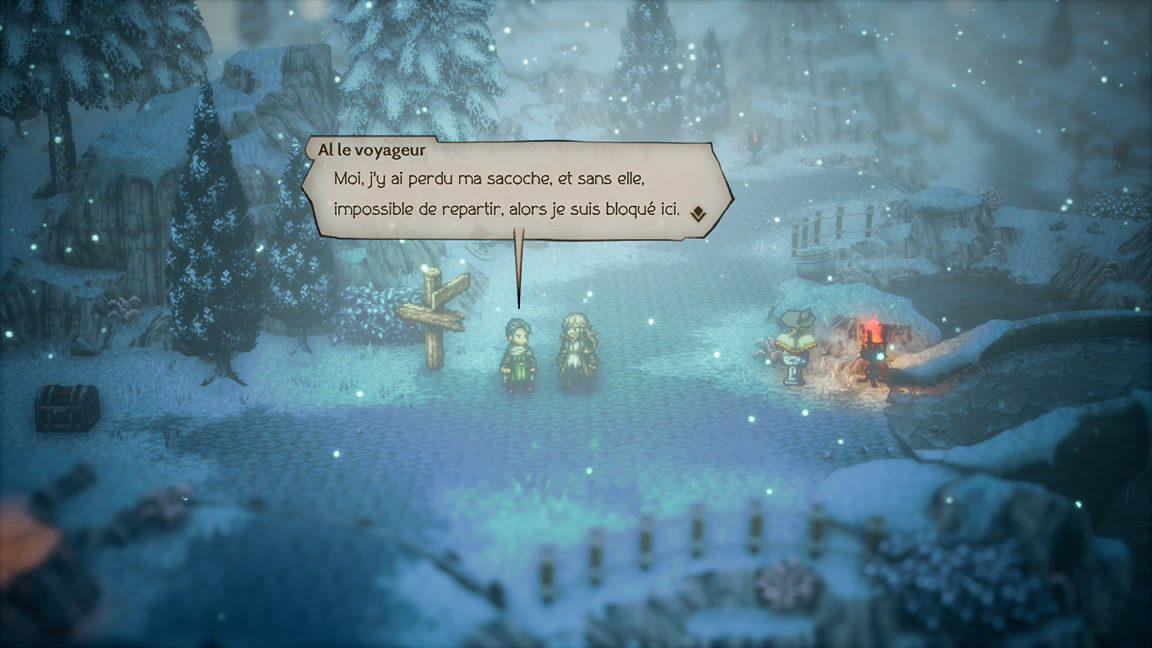 Al le voyageur
Moi, j'y ai perdu ma sacoche, et sans elle,
impossible de repartir, alors je suis bloqué ici.